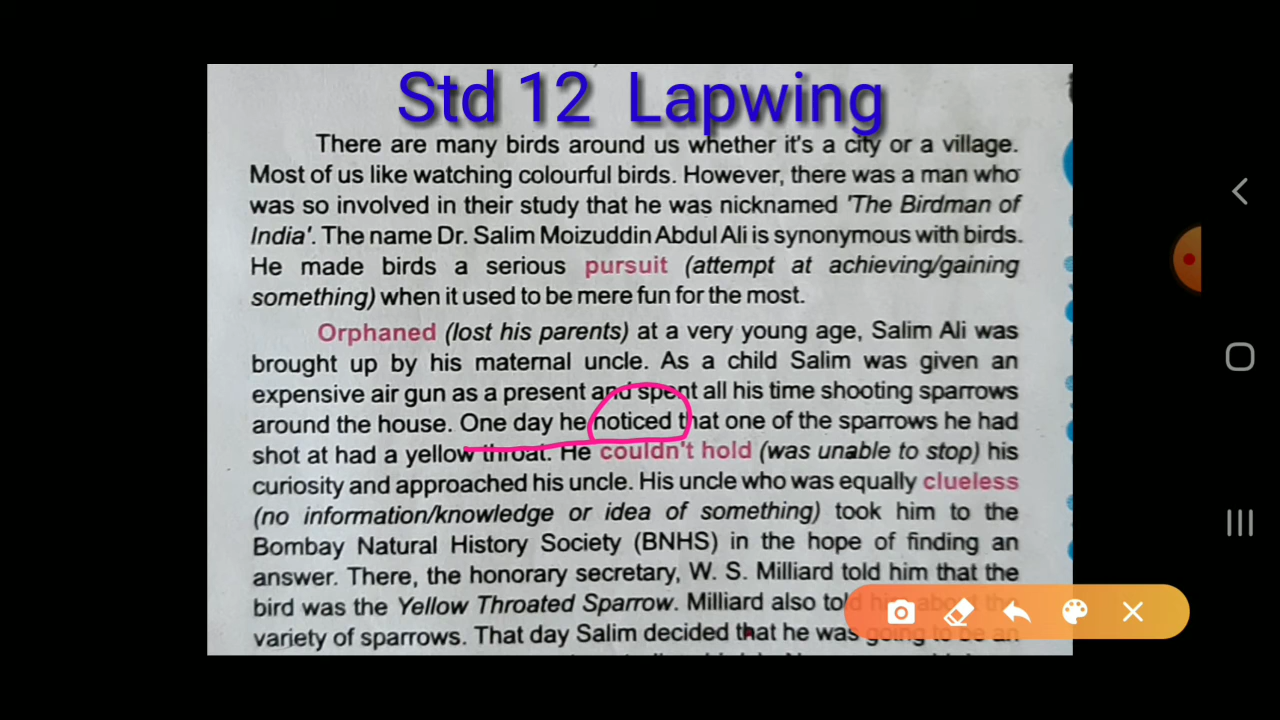 Std 12 Lapwing
There are many birds around us whether it's a city or a village.
Most of us like watching colourful birds. However, there was a man who
was so involved in their study that he was nicknamed 'The Birdman of
India'. The name Dr. Salim Moizuddin Abdul Ali is synonymous with birds.
He made birds a serious pursuit (attempt at achieving/gaining
something) when it used to be mere fun for the most.
Orphaned (lost his parents) at a very young age, Salim Ali was
brought up by his maternal uncle. As a child Salim was given an
expensive air gun as a present and spent all his time shooting sparrows
around the house. One day he noticed that one of the sparrows he had
shot at had a yellow throat. He couldn't hold (was unable to stop) his
curiosity and approached his uncle. His uncle who was equally clueless
(no information/knowledge or idea of something) took him to the
Bombay Natural History Society (BNHS) in the hope of finding an
answer. There, the honorary secretary, W. S. Milliard told him that the
bird was the Yellow Throated Sparrow. Milliard also told him about the
variety of sparrows. That day Salim decided that he was going to be an